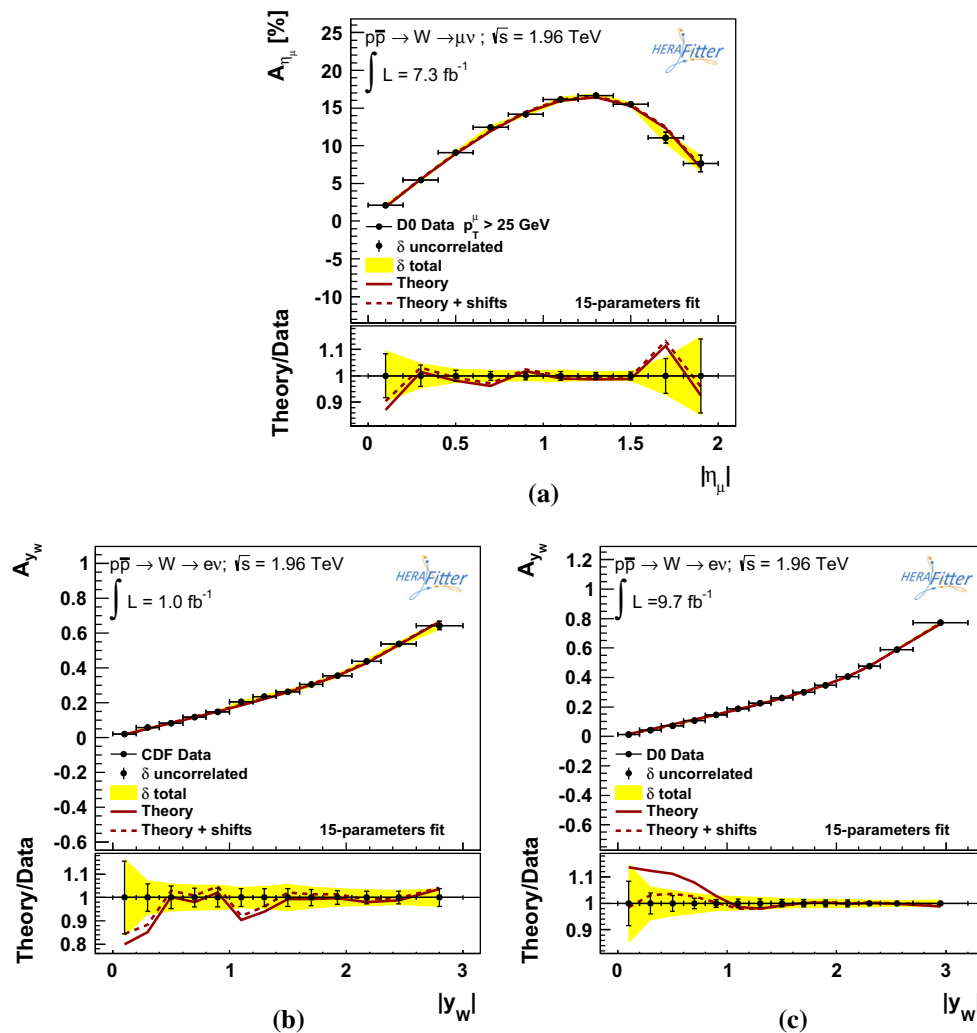 A_ημ [%]
pp̅ → W → μν ; √s = 1.96 TeV
∫ L = 7.3 fb⁻¹
HERAFitter
25
20
15
10
5
0
-5
-10
D0 Data p_T^μ > 25 GeV
δ uncorrelated
δ total
Theory
Theory + shifts
15-parameters fit
Theory/Data
1.1
1
0.9
0 0.5 1 1.5 2
|η_μ|
(a)
A_yW
pp̅ → W → eν; √s = 1.96 TeV
∫ L = 1.0 fb⁻¹
HERAFitter
1
0.8
0.6
0.4
0.2
0
-0.2
-0.4
-0.6
CDF Data
δ uncorrelated
δ total
Theory
Theory + shifts
15-parameters fit
Theory/Data
1.1
1
0.9
0.8
0 1 2 3
|y_W|
(b)
A_yW
pp̅ → W → eν; √s = 1.96 TeV
∫ L =9.7 fb⁻¹
HERAFitter
1.2
1
0.8
0.6
0.4
0.2
0
-0.2
-0.4
-0.6
D0 Data
δ uncorrelated
δ total
Theory
Theory + shifts
15-parameters fit
Theory/Data
1.1
1
0.9
0 1 2 3
|y_W|
(c)